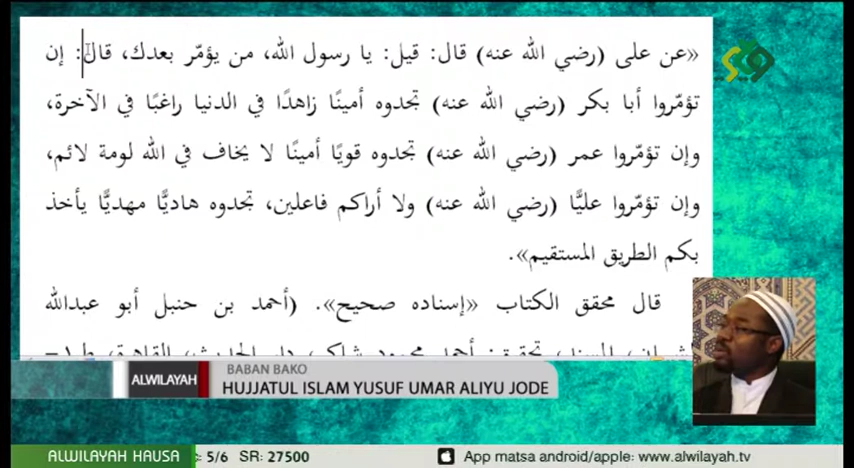 «عن على (رضي الله عنه) قال: قيل: يا رسول الله، من يؤمّر بعدك، قال: إن
تؤمّروا أبا بكر (رضي الله عنه) تجدوه أمينًا زاهدًا في الدنيا راغبًا في الآخرة،
وإن تؤمّروا عمر (رضي الله عنه) تجدوه قويًا أمينًا لا يخاف في الله لومة لائم،
وإن تؤمّروا عليًّا (رضي الله عنه) ولا أراكم فاعلين، تجدوه هاديًّا مهديًّا يأخذ
بكم الطريق المستقيم».
قال محقق الكتاب «إسناده صحيح». (أحمد بن حنبل أبو عبدالله
ALWILAYAH
BABAN BAKO
HUJJATUL ISLAM YUSUF UMAR ALIYU JODE
ALWILAYAH HAUSA : 5/6 SR: 27500 App matsa android/apple: www.alwilayah.tv